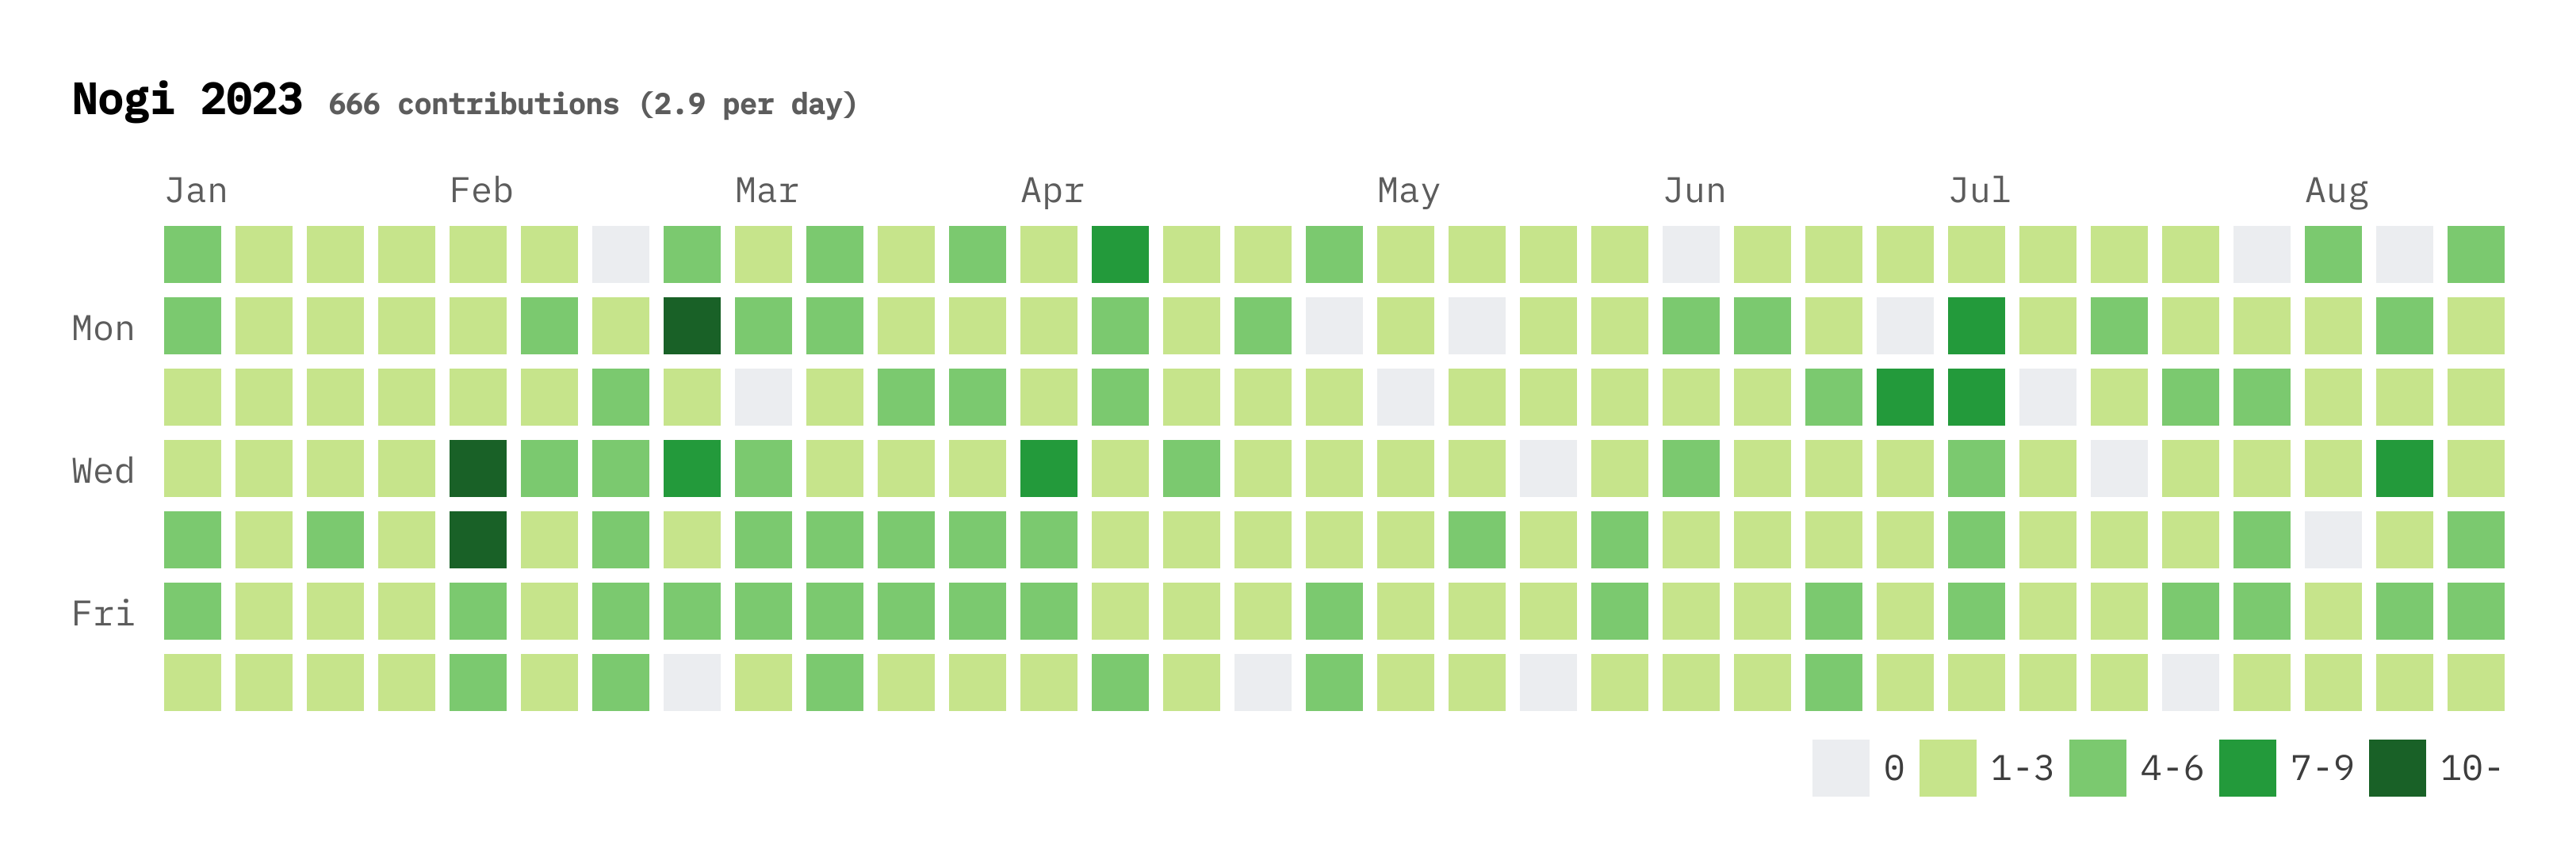 Nogi 2023 666 contributions (2.9 per day)
Jan Feb Mar Apr May Jun Jul Aug
Mon
Wed
Fri
0 1-3 4-6 7-9 10-